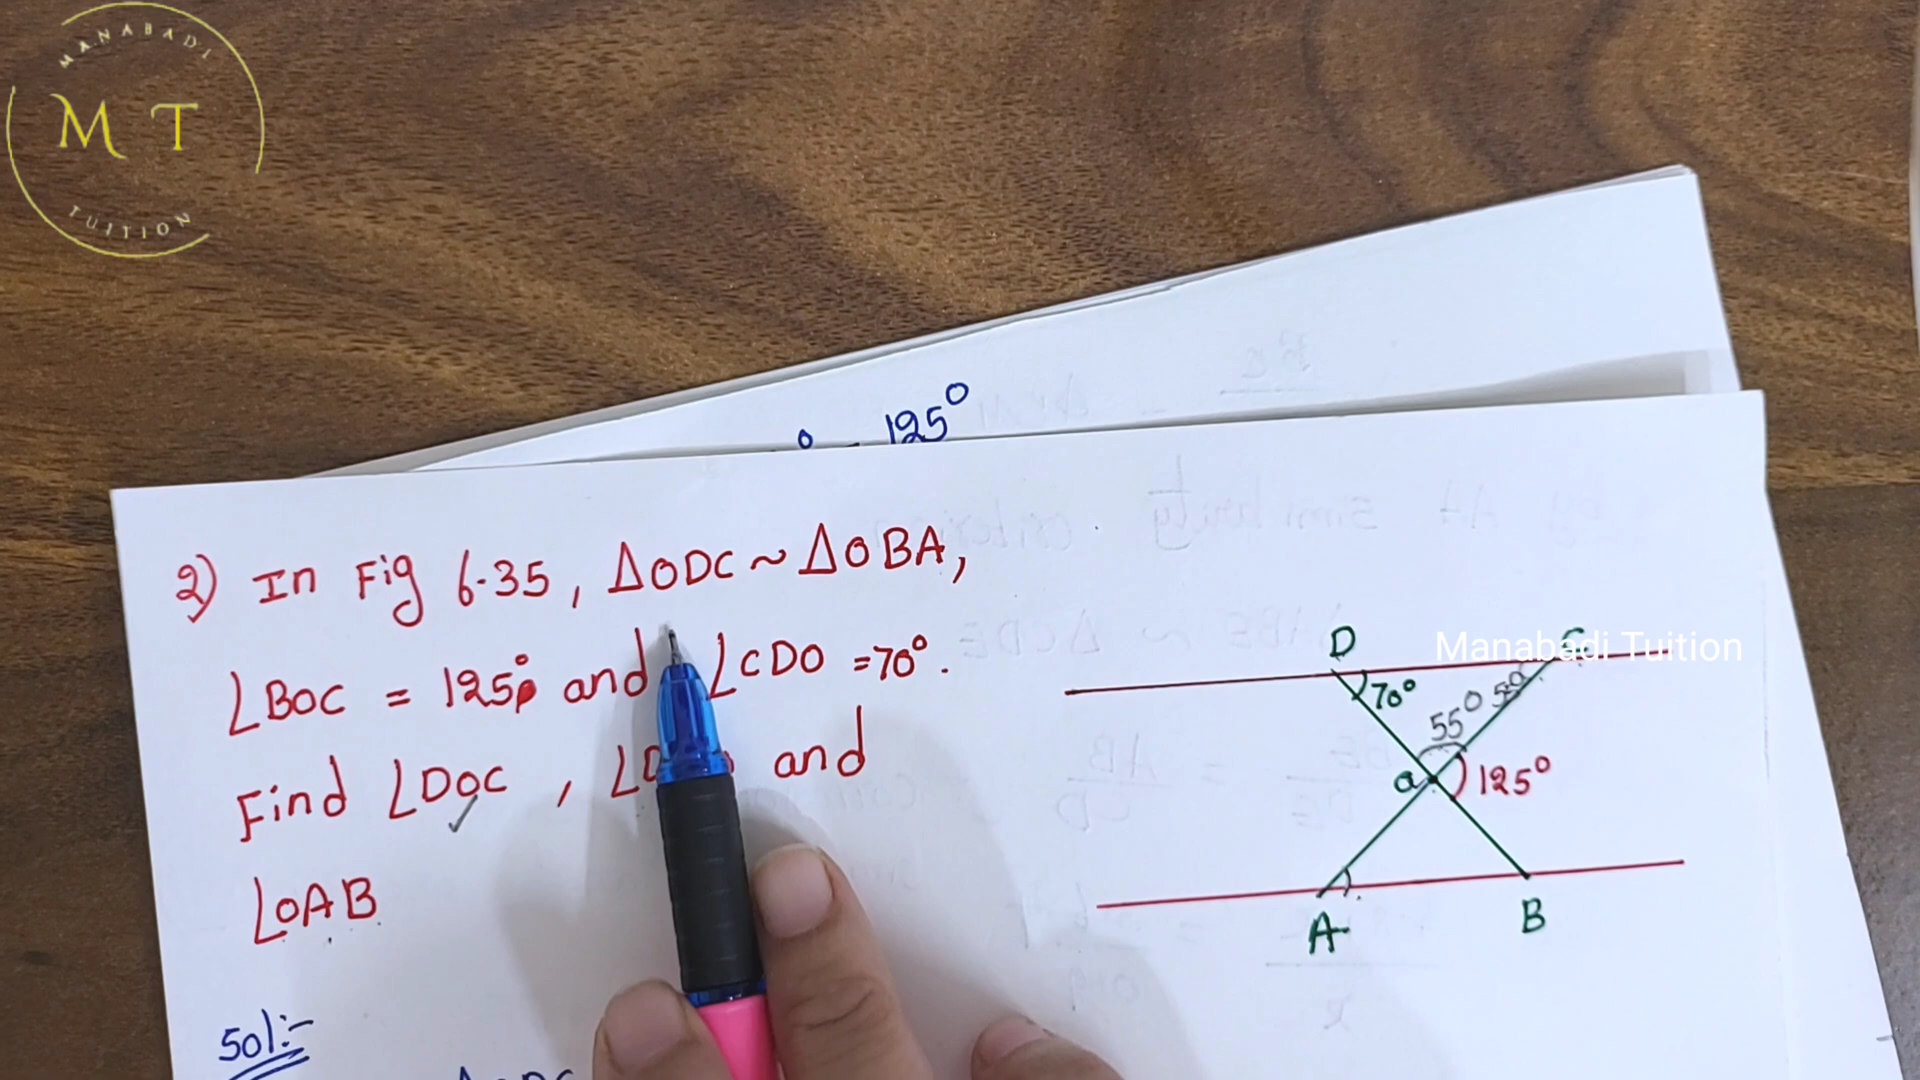 MANABADI
M T
TUITION
125°
2) In Fig 6.35, ΔODC ~ ΔOBA,
∠BOC = 125° and ∠CDO = 70°.
Find ∠DOC, and
∠OAB
Sol:-
D
Manabadi Tuition
70°
55°
125°
A
B